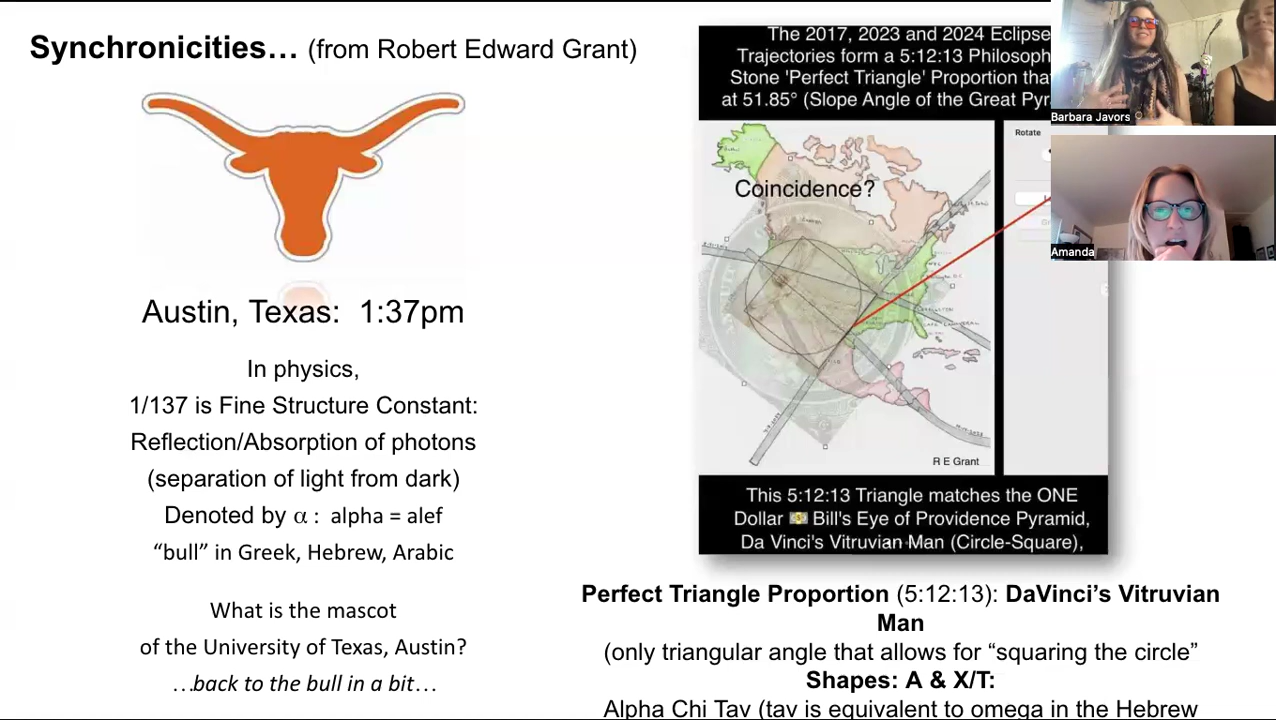 Synchronicities… (from Robert Edward Grant)
Austin, Texas: 1:37pm
In physics,
1/137 is Fine Structure Constant:
Reflection/Absorption of photons
(separation of light from dark)
Denoted by α : alpha = alef
“bull” in Greek, Hebrew, Arabic
What is the mascot
of the University of Texas, Austin?
…back to the bull in a bit…
The 2017, 2023 and 2024 Eclipse
Trajectories form a 5:12:13
Stone 'Perfect Triangle' Proportion
at 51.85° (Slope Angle of the Great
Coincidence?
R E Grant
Rotate
This 5:12:13 Triangle matches the ONE
Dollar Bill's Eye of Providence Pyramid,
Da Vinci's Vitruvian Man (Circle-Square),
Perfect Triangle Proportion (5:12:13): DaVinci’s Vitruvian
Man
(only triangular angle that allows for “squaring the circle”
Shapes: A & X/T:
Alpha Chi Tav (tav is equivalent to omega in the Hebrew
Barbara Javors
Amanda